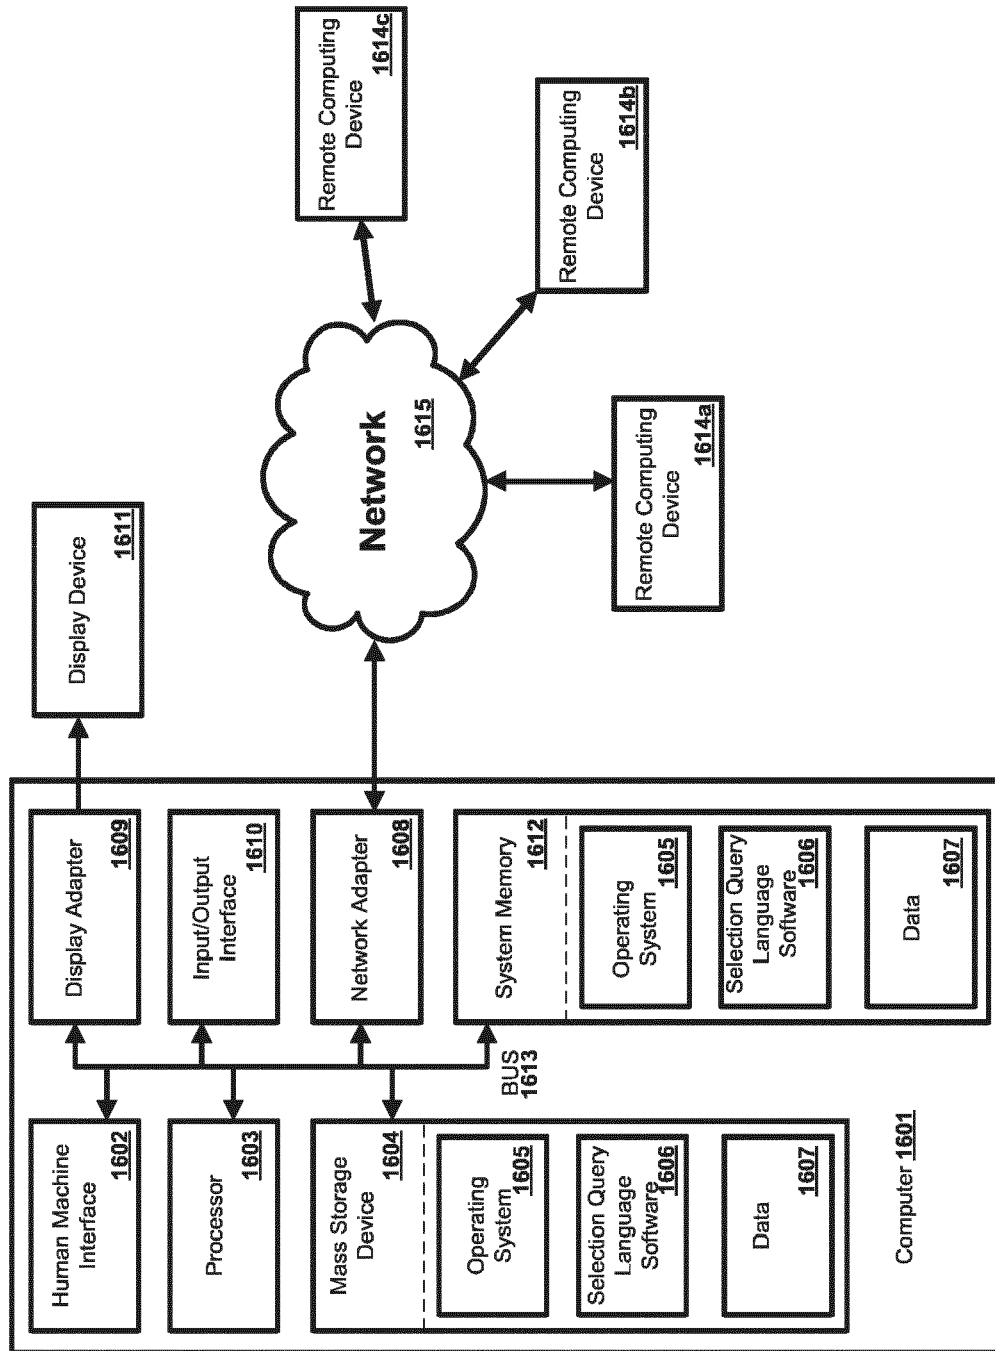 Human Machine
Interface
1602
Processor
1603
Mass Storage
Device
1604
Operating
System
1605
Selection Query
Language
Software
1606
Data
1607
Computer 1601
BUS
1613
Display Adapter
1609
Input/Output
Interface
1610
Network Adapter
1608
System Memory
1612
Operating
System
1605
Selection Query
Language
Software
1606
Data
1607
Display Device
1611
Network
1615
Remote Computing
Device
1614a
Remote Computing
Device
1614b
Remote Computing
Device
1614c